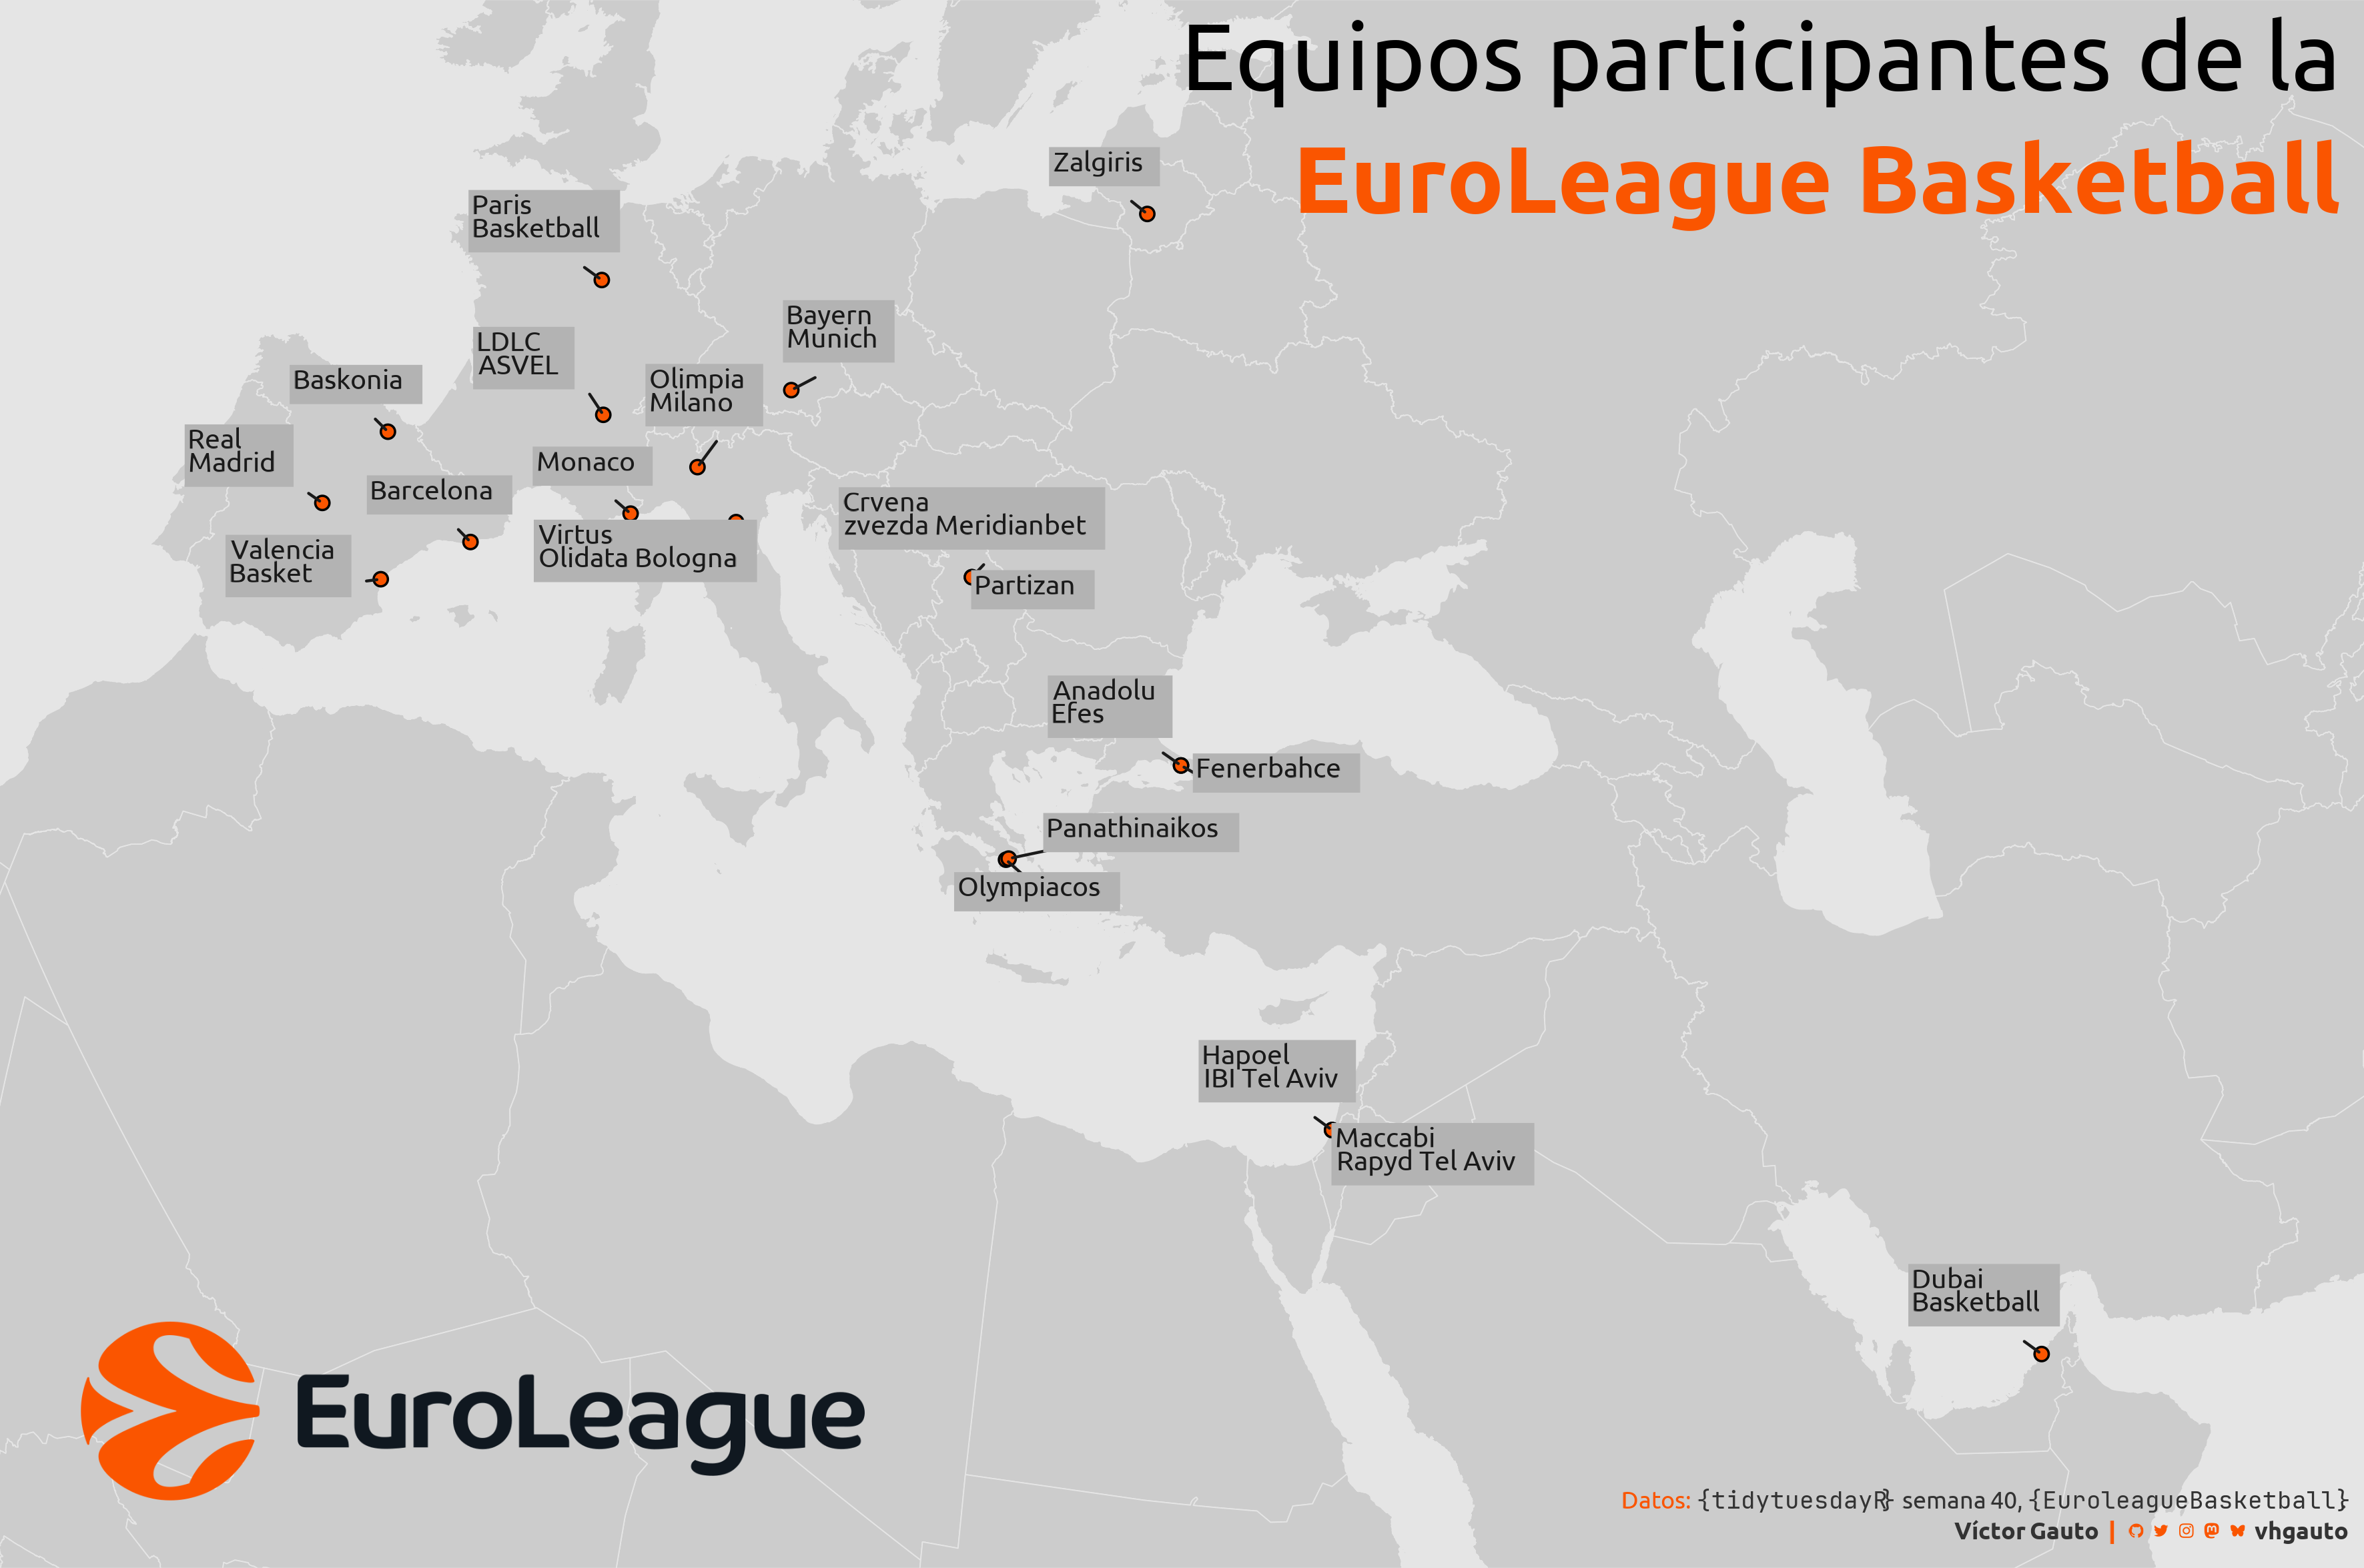 Equipos participantes de la
EuroLeague Basketball
Zalgiris
Paris
Basketball
Bayern
Munich
LDLC
ASVEL
Olimpia
Milano
Baskonia
Real
Madrid
Monaco
Barcelona
Crvena
zvezda Meridianbet
Virtus
Olidata Bologna
Valencia
Basket
Partizan
Anadolu
Efes
Fenerbahce
Panathinaikos
Olympiacos
Hapoel
IBI Tel Aviv
Maccabi
Rapyd Tel Aviv
Dubai
Basketball
EuroLeague
Datos: {tidytuesdayR} semana 40, {EuroleagueBasketball}
Víctor Gauto | vhgauto